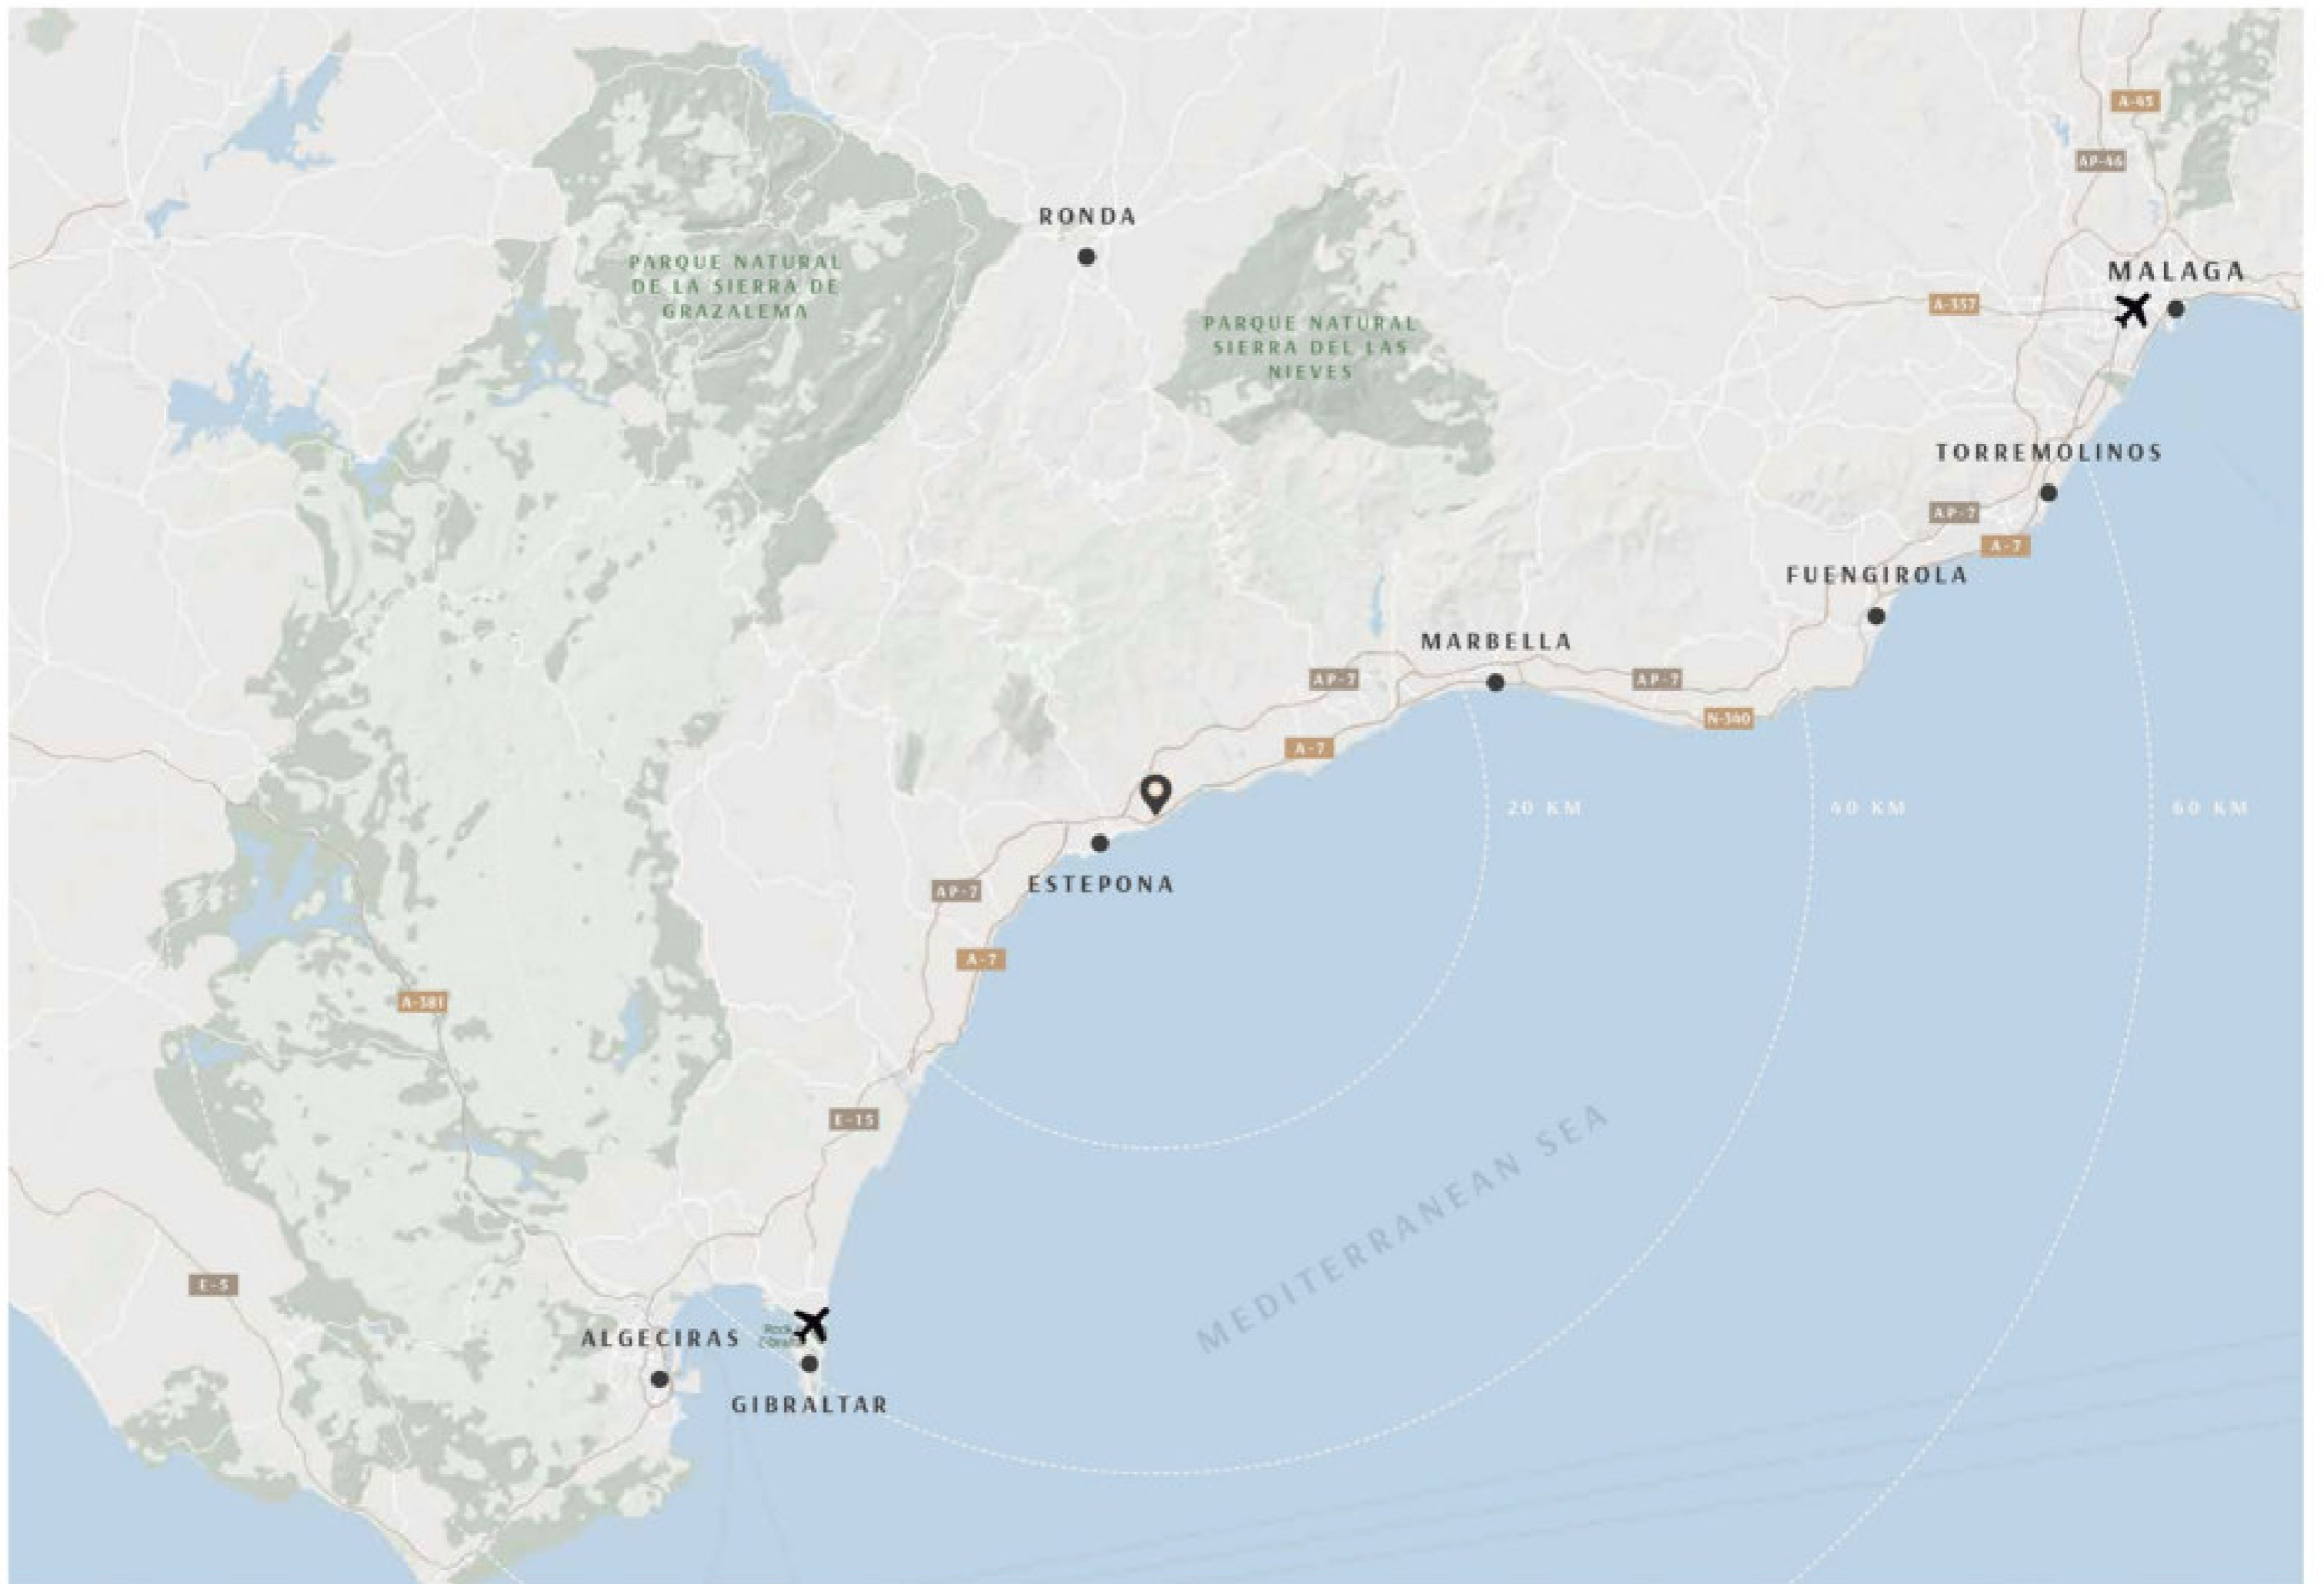 A-45
AP-46
RONDA
PARQUE NATURAL
DE LA SIERRA DE
GRAZALEMA
MALAGA
A-357
PARQUE NATURAL
SIERRA DEL LAS
NIEVES
TORREMOLINOS
AP-7
A-7
FUENGIROLA
MARBELLA
AP-7
AP-7
N-340
A-7
20 KM
40 KM
60 KM
ESTEPONA
AP-7
A-7
A-381
E-15
MEDITERRANEAN SEA
E-5
ALGECIRAS
Rock
GIBRALTAR